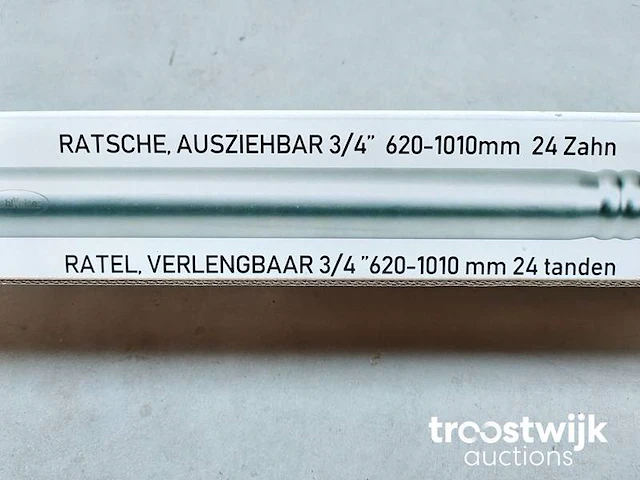 RATSCHE, AUSZIEHBAR 3/4” 620-1010mm 24 Zahn
RATEL, VERLENGBAAR 3/4 ”620-1010 mm 24 tanden
troostwijk
auctions